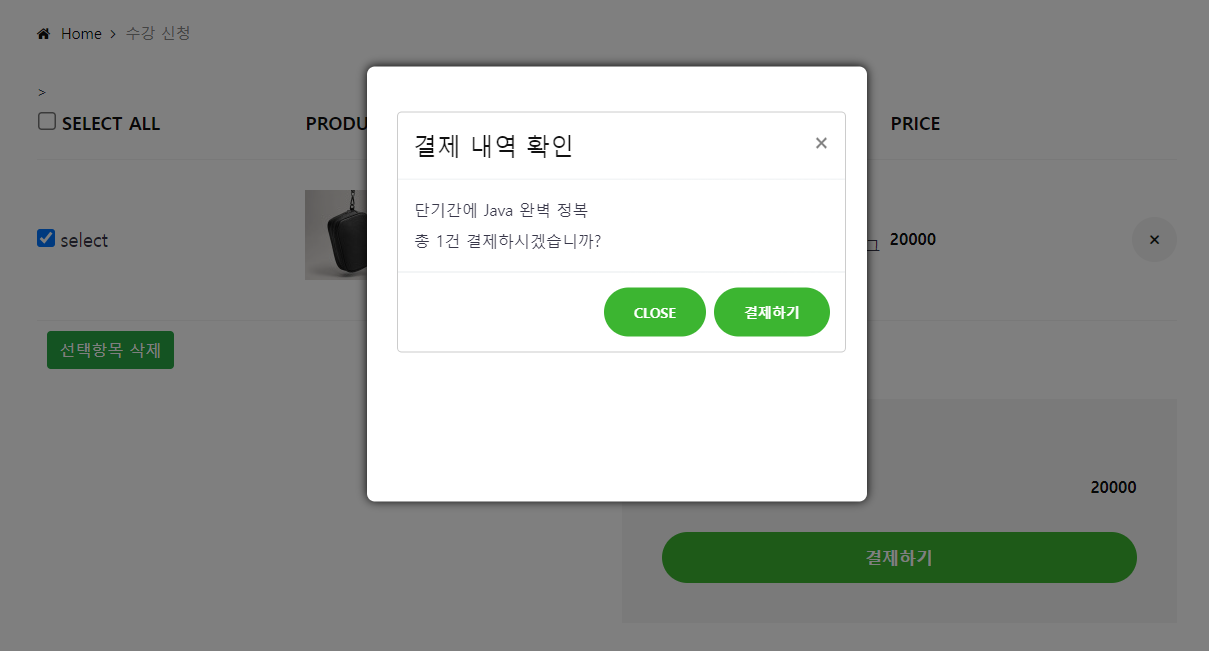 Home > 수강 신청
>
SELECT ALL PRODU PRICE
결제 내역 확인 ×
단기간에 Java 완벽 정복
총 1건 결제하시겠습니까?
select 20000 ×
CLOSE 결제하기
선택항목 삭제
20000
결제하기